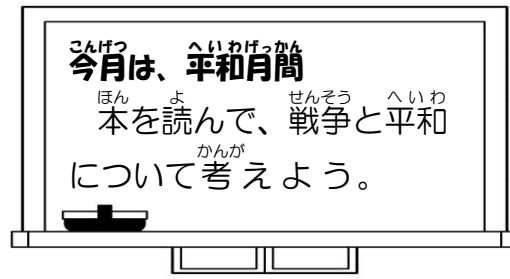 今月は、平和月間
本を読んで、戦争と平和
について考えよう。